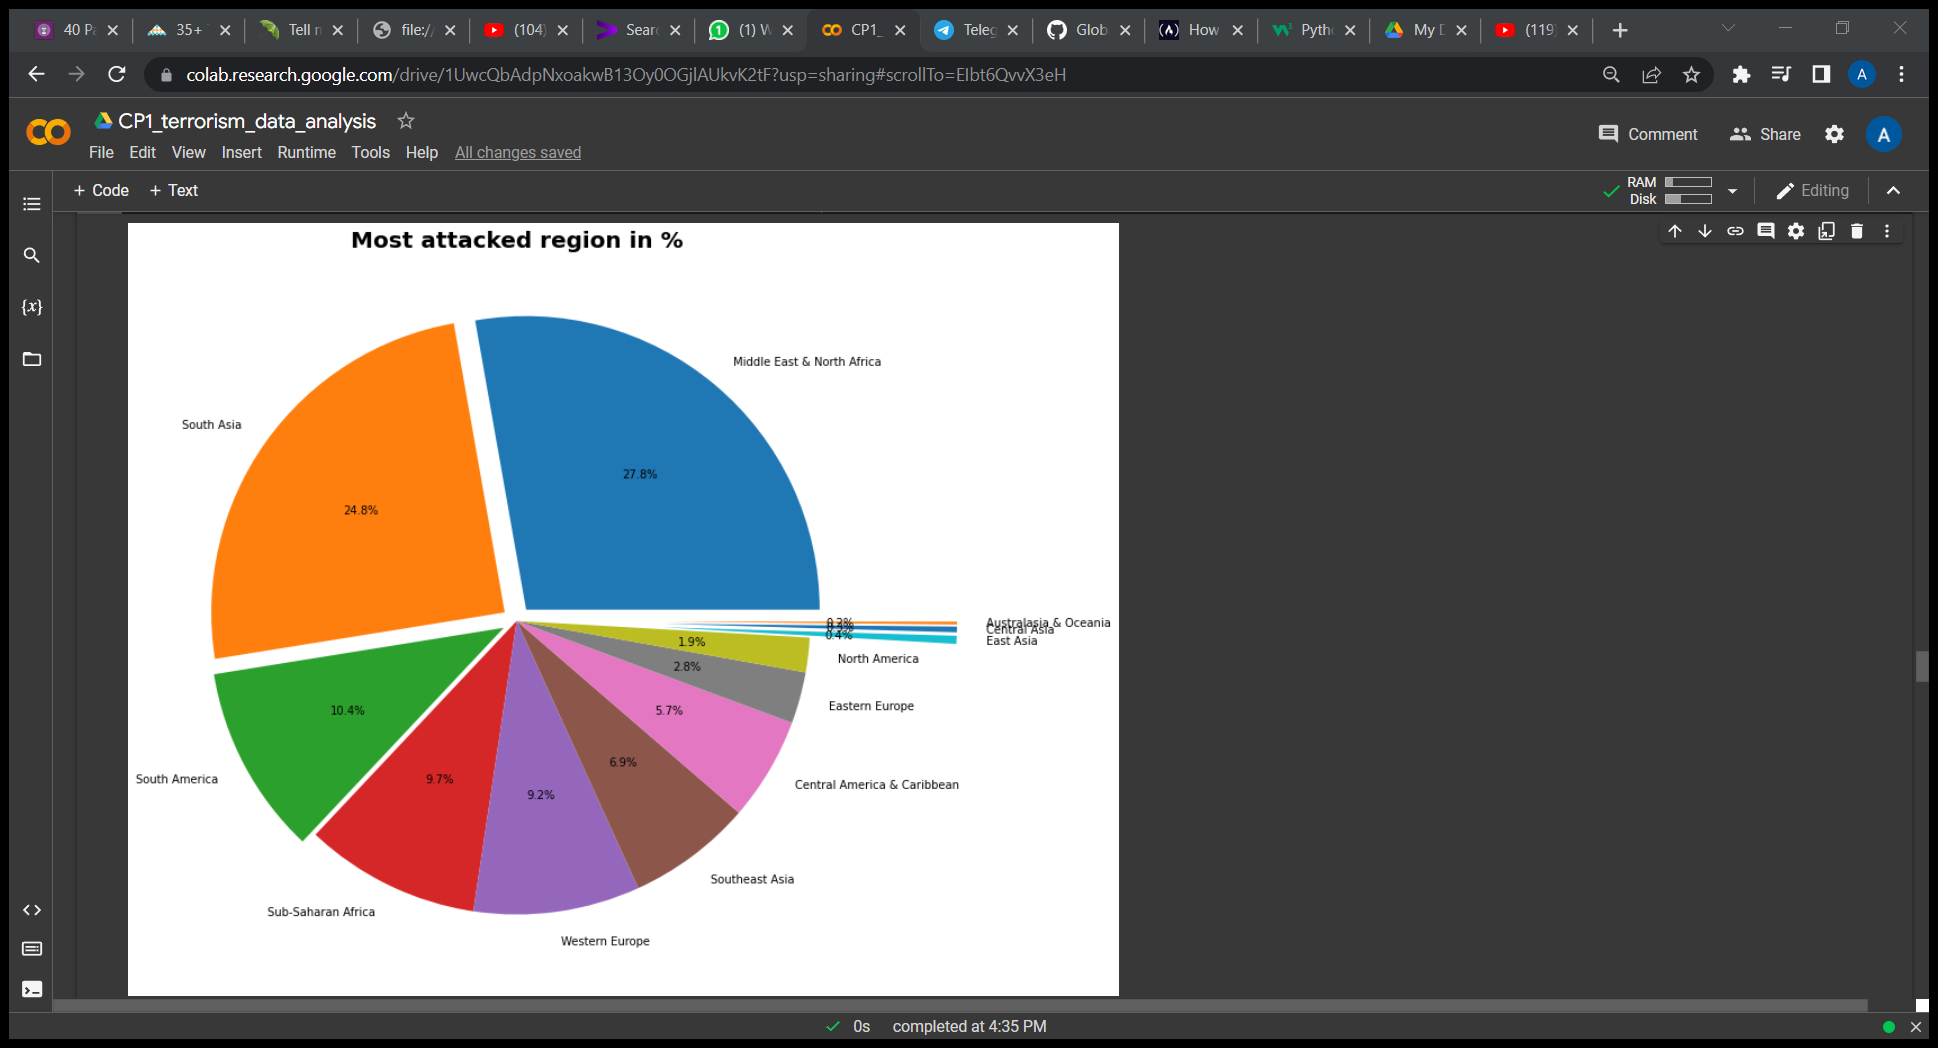 40 P
35+
Tell n
file:/
(104)
Sear
(1) W
CP1_
Teleg
Glob
How
Pyth
My D
(119)
colab.research.google.com/drive/1UwcQbAdpNxoakwB13Oy0OGjlAUkvK2tF?usp=sharing#scrollTo=EIbt6QvvX3eH
A
CP1_terrorism_data_analysis
File Edit View Insert Runtime Tools Help All changes saved
Comment
Share
A
+ Code + Text
RAM
Disk
Editing
{x}
Most attacked region in %
Middle East & North Africa
South Asia
27.8%
24.8%
Australasia & Oceania
Central Asia
0.4%
East Asia
1.9%
North America
2.8%
Eastern Europe
10.4%
5.7%
6.9%
South America
9.7%
Central America & Caribbean
9.2%
Southeast Asia
Sub-Saharan Africa
Western Europe
0s completed at 4:35 PM